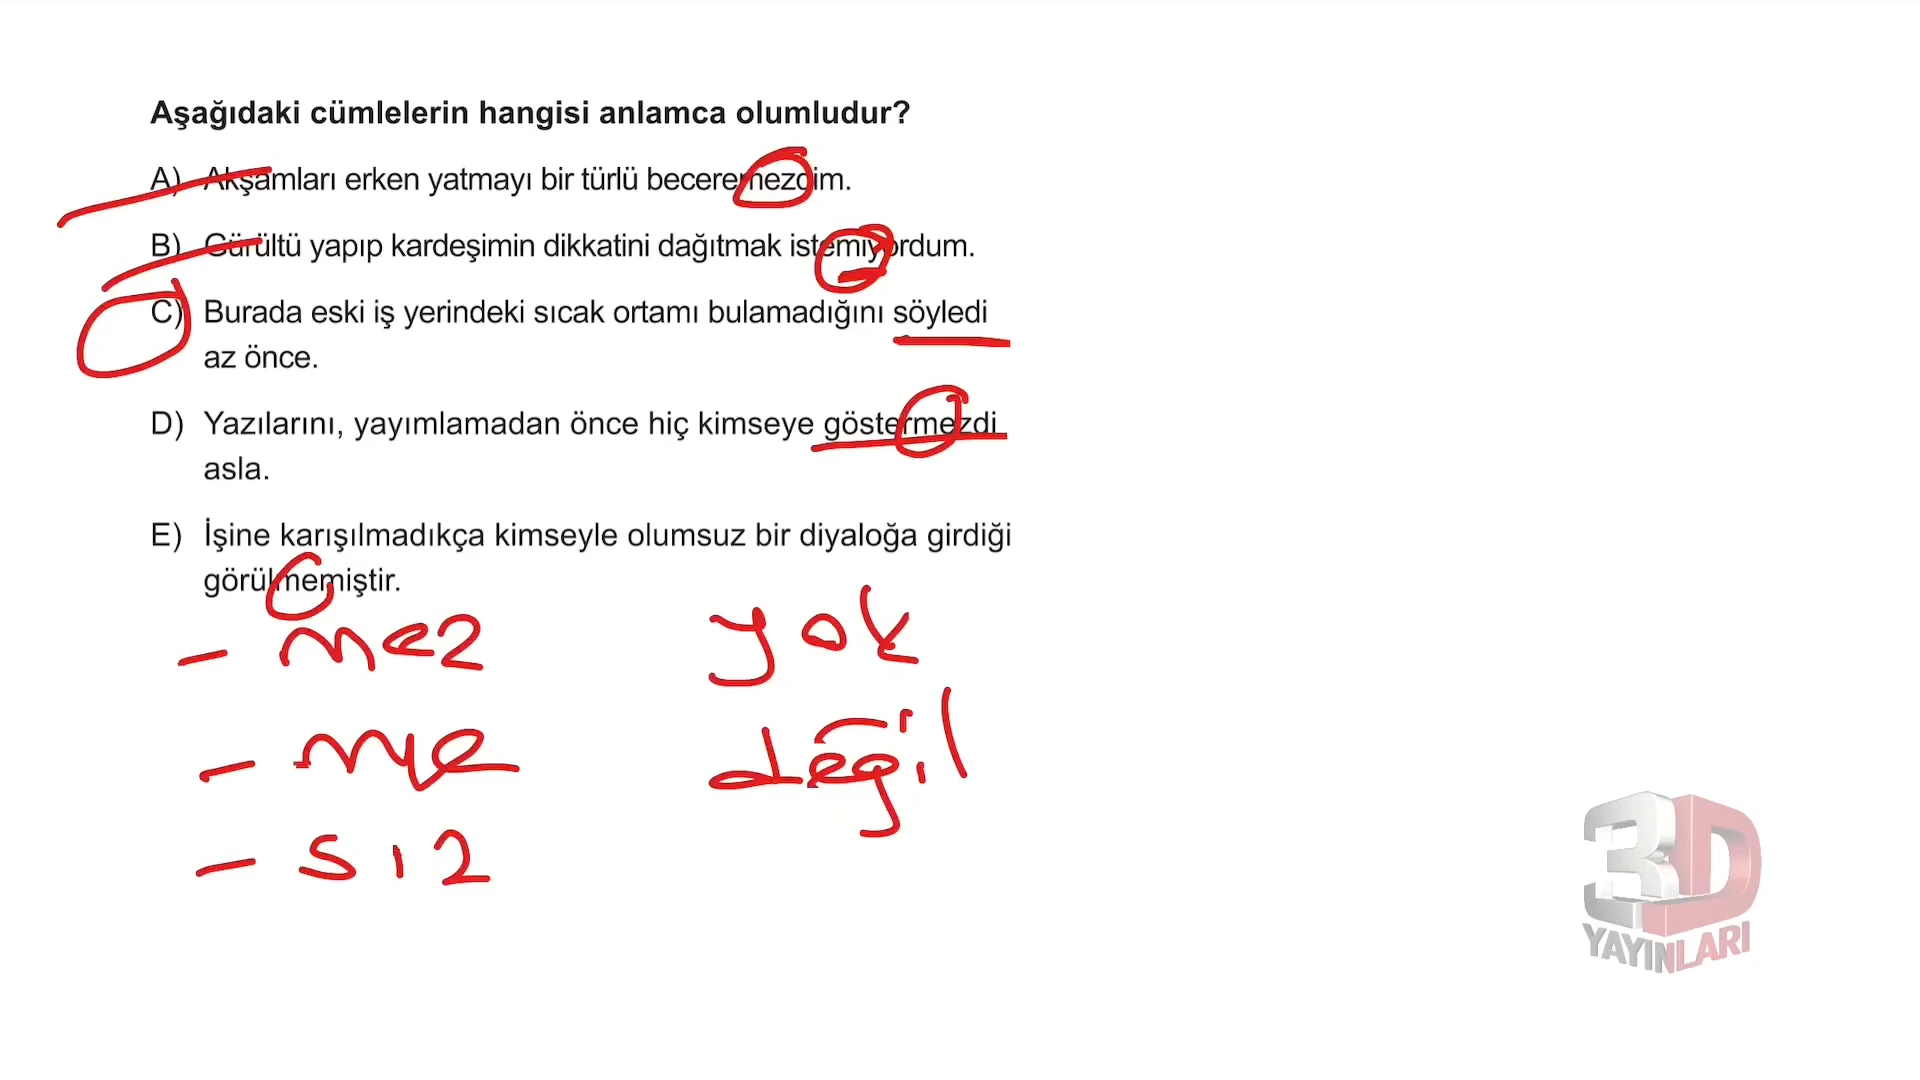 Aşağıdaki cümlelerin hangisi anlamca olumludur?
A) Akşamları erken yatmayı bir türlü beceremezdim.
B) Gürültü yapıp kardeşimin dikkatini dağıtmak istemiyordum.
C) Burada eski iş yerindeki sıcak ortamı bulamadığını söyledi
az önce.
D) Yazılarını, yayımlamadan önce hiç kimseye göstermezdi
asla.
E) İşine karışılmadıkça kimseyle olumsuz bir diyaloğa girdiği
görülmemiştir.
- mez yok
- me değil
- sız
3D
YAYINLARI